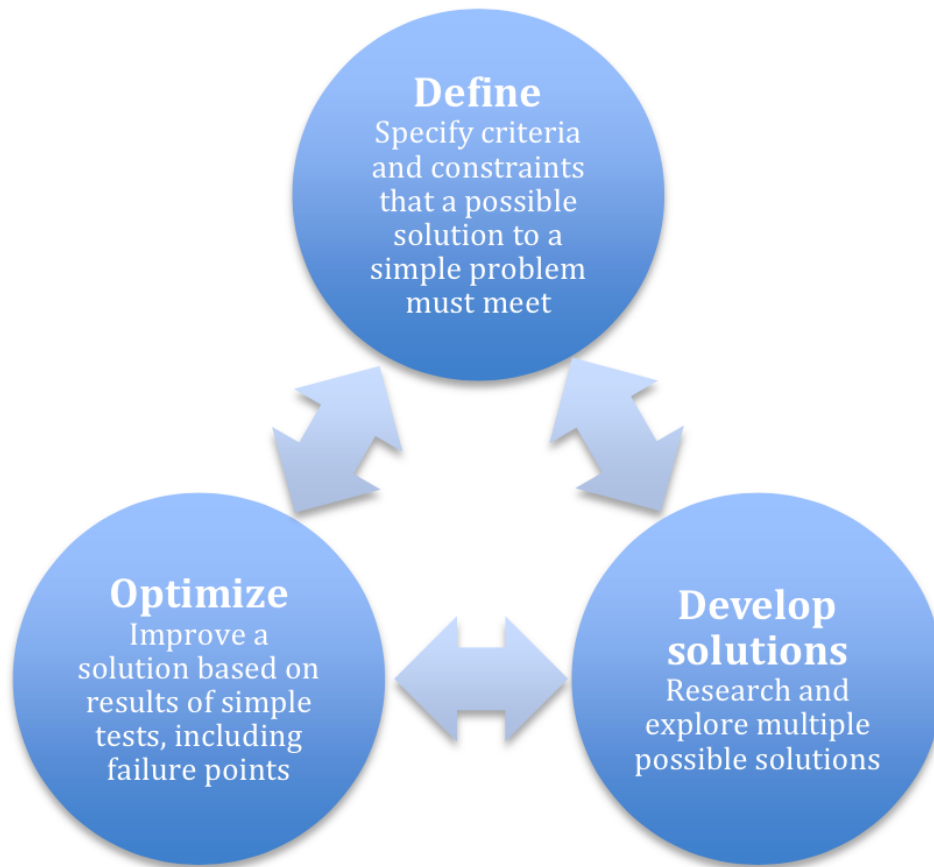 Define
Specify criteria
and constraints
that a possible
solution to a
simple problem
must meet
Optimize
Improve a
solution based on
results of simple
tests, including
failure points
Develop
solutions
Research and
explore multiple
possible solutions